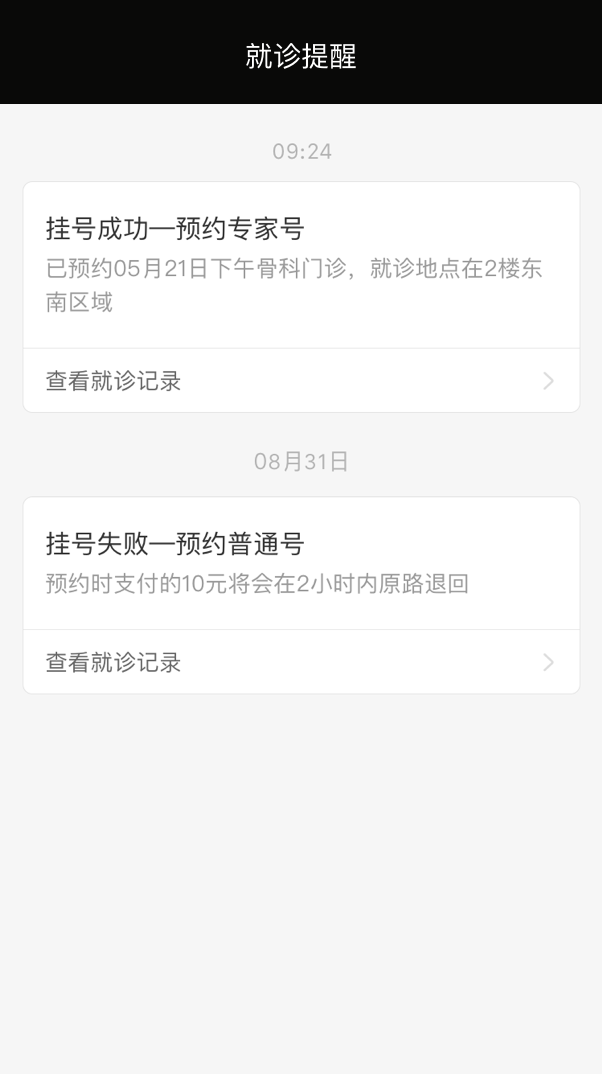 就诊提醒
09:24
挂号成功—预约专家号
已预约05月21日下午骨科门诊，就诊地点在2楼东
南区域
查看就诊记录
08月31日
挂号失败—预约普通号
预约时支付的10元将会在2小时内原路退回
查看就诊记录